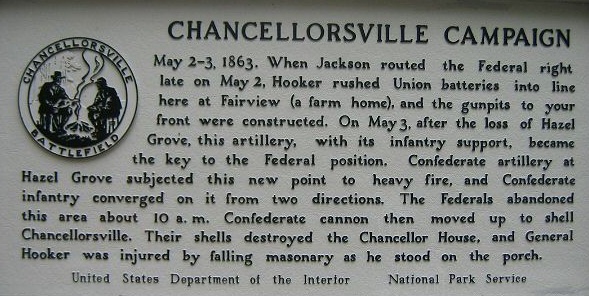 CHANCELLORSVILLE CAMPAIGN
CHANCELLORSVILLE
BATTLEFIELD
May 2-3, 1863. When Jackson routed the Federal right
late on May 2, Hooker rushed Union batteries into line
here at Fairview (a farm home), and the gunpits to your
front were constructed. On May 3, after the loss of Hazel
Grove, this artillery, with its infantry support, became
the key to the Federal position. Confederate artillery at
Hazel Grove subjected this new point to heavy fire, and Confederate
infantry converged on it from two directions. The Federals abandoned
this area about 10 a.m. Confederate cannon then moved up to shell
Chancellorsville. Their shells destroyed the Chancellor House, and General
Hooker was injured by falling masonary as he stood on the porch.
United States Department of the Interior National Park Service